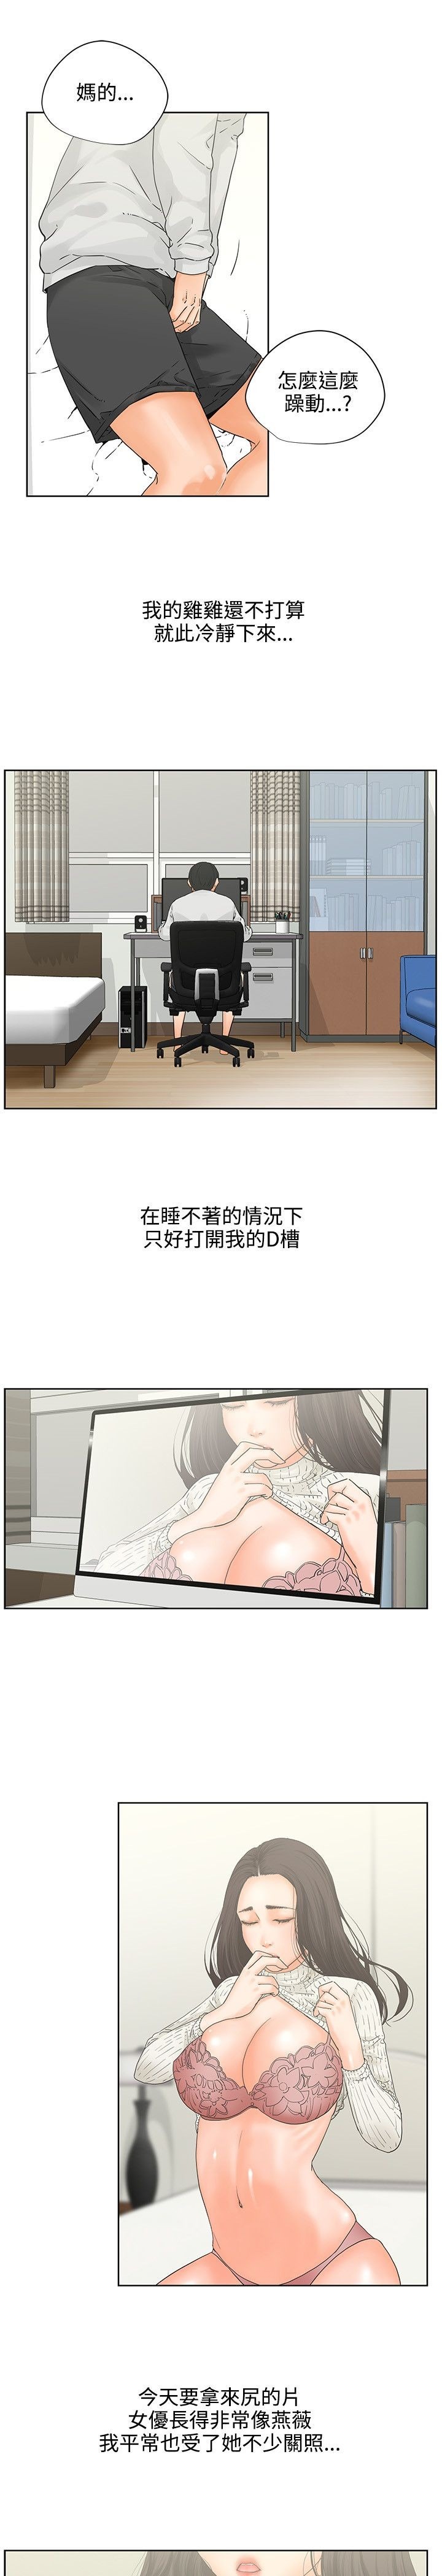 媽的...
怎麼這麼
躁動...?
我的雞雞還不打算
就此冷靜下來...
在睡不著的情況下
只好打開我的D槽
今天要拿來尻的片
女優長得非常像燕薇
我平常也受了她不少關照...